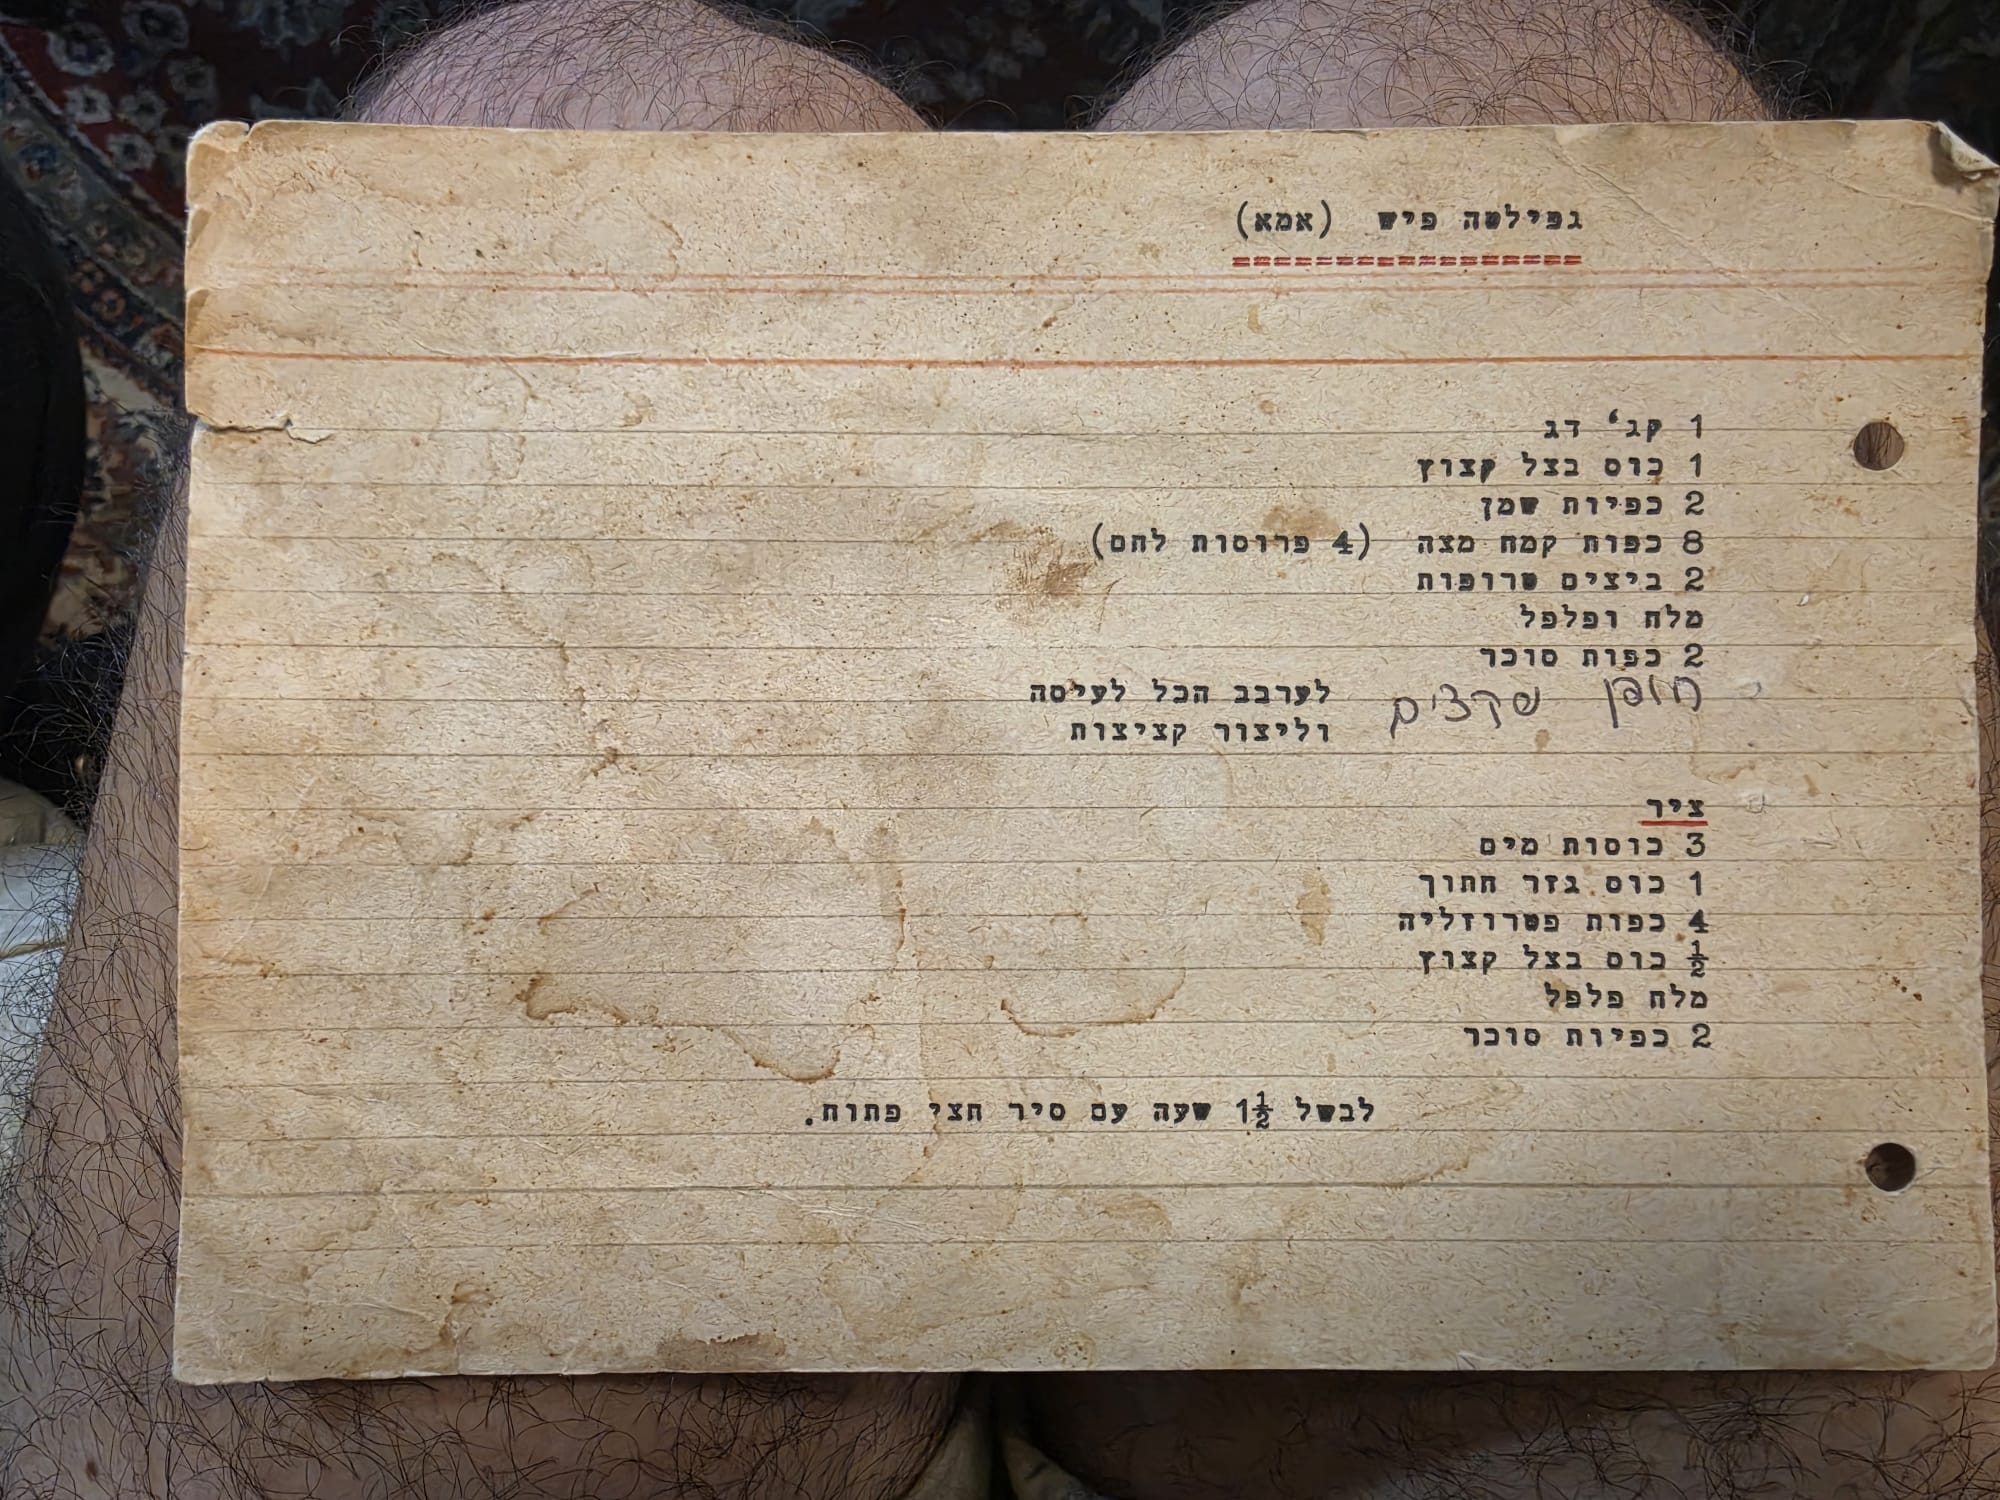 גפילטה פיש (אמא)
1 קג' דג
1 כוס בצל קצוץ
2 כפיות שמן
8 כפות קמח מצה (4 פרוסות לחם)
2 ביצים טרופות
מלח ופלפל
2 כפות סוכר
חופן שקדים
לערבב הכל לעיסה
וליצור קציצות
ציר
3 כוסות מים
1 כוס גזר חתוך
4 כפות פטרוזליה
½ כוס בצל קצוץ
מלח פלפל
2 כפיות סוכר
לבשל 1½ שעה עם סיר חצי פתוח.